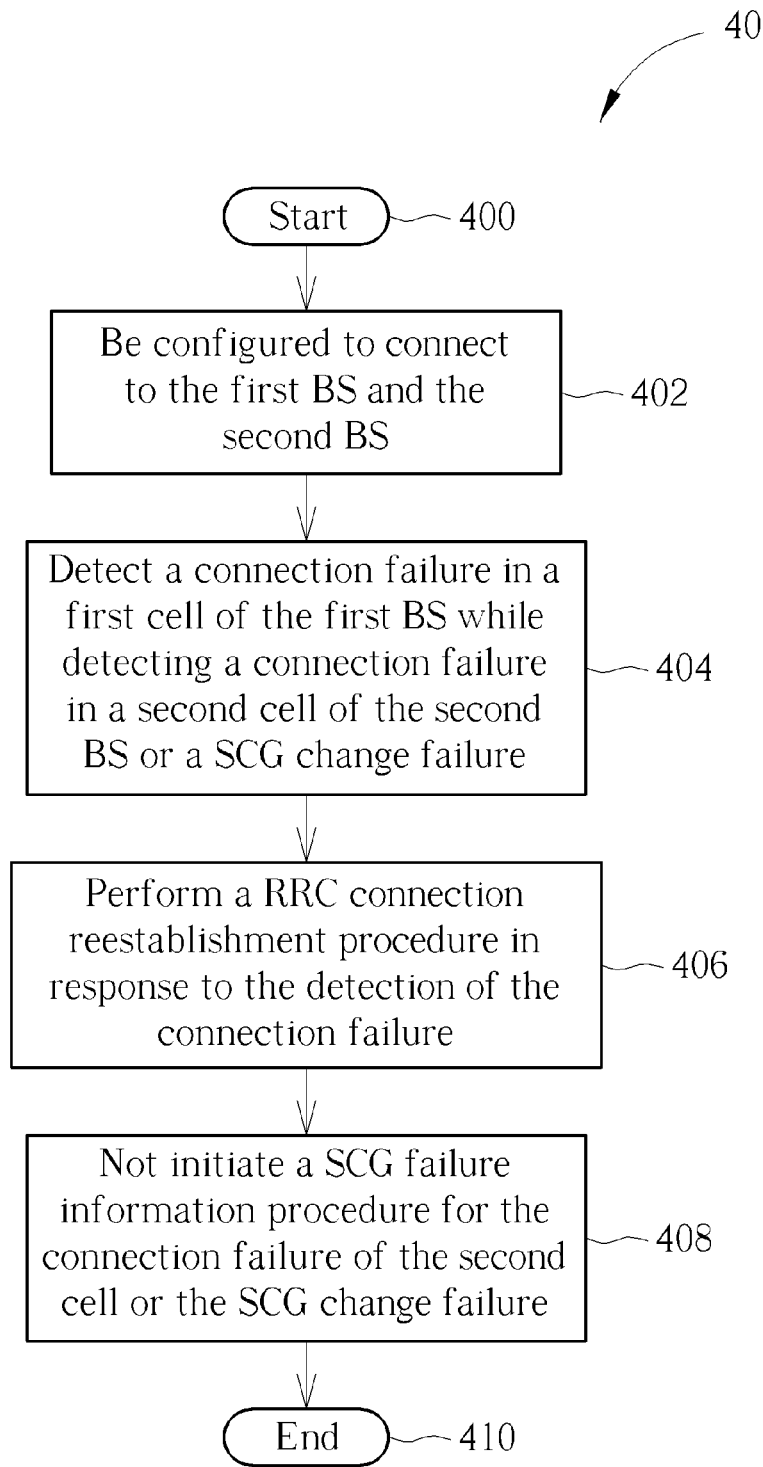 40
Start
400
Be configured to connect
to the first BS and the
second BS
402
Detect a connection failure in a
first cell of the first BS while
detecting a connection failure
in a second cell of the second
BS or a SCG change failure
404
Perform a RRC connection
reestablishment procedure in
response to the detection of the
connection failure
406
Not initiate a SCG failure
information procedure for the
connection failure of the second
cell or the SCG change failure
408
End
410